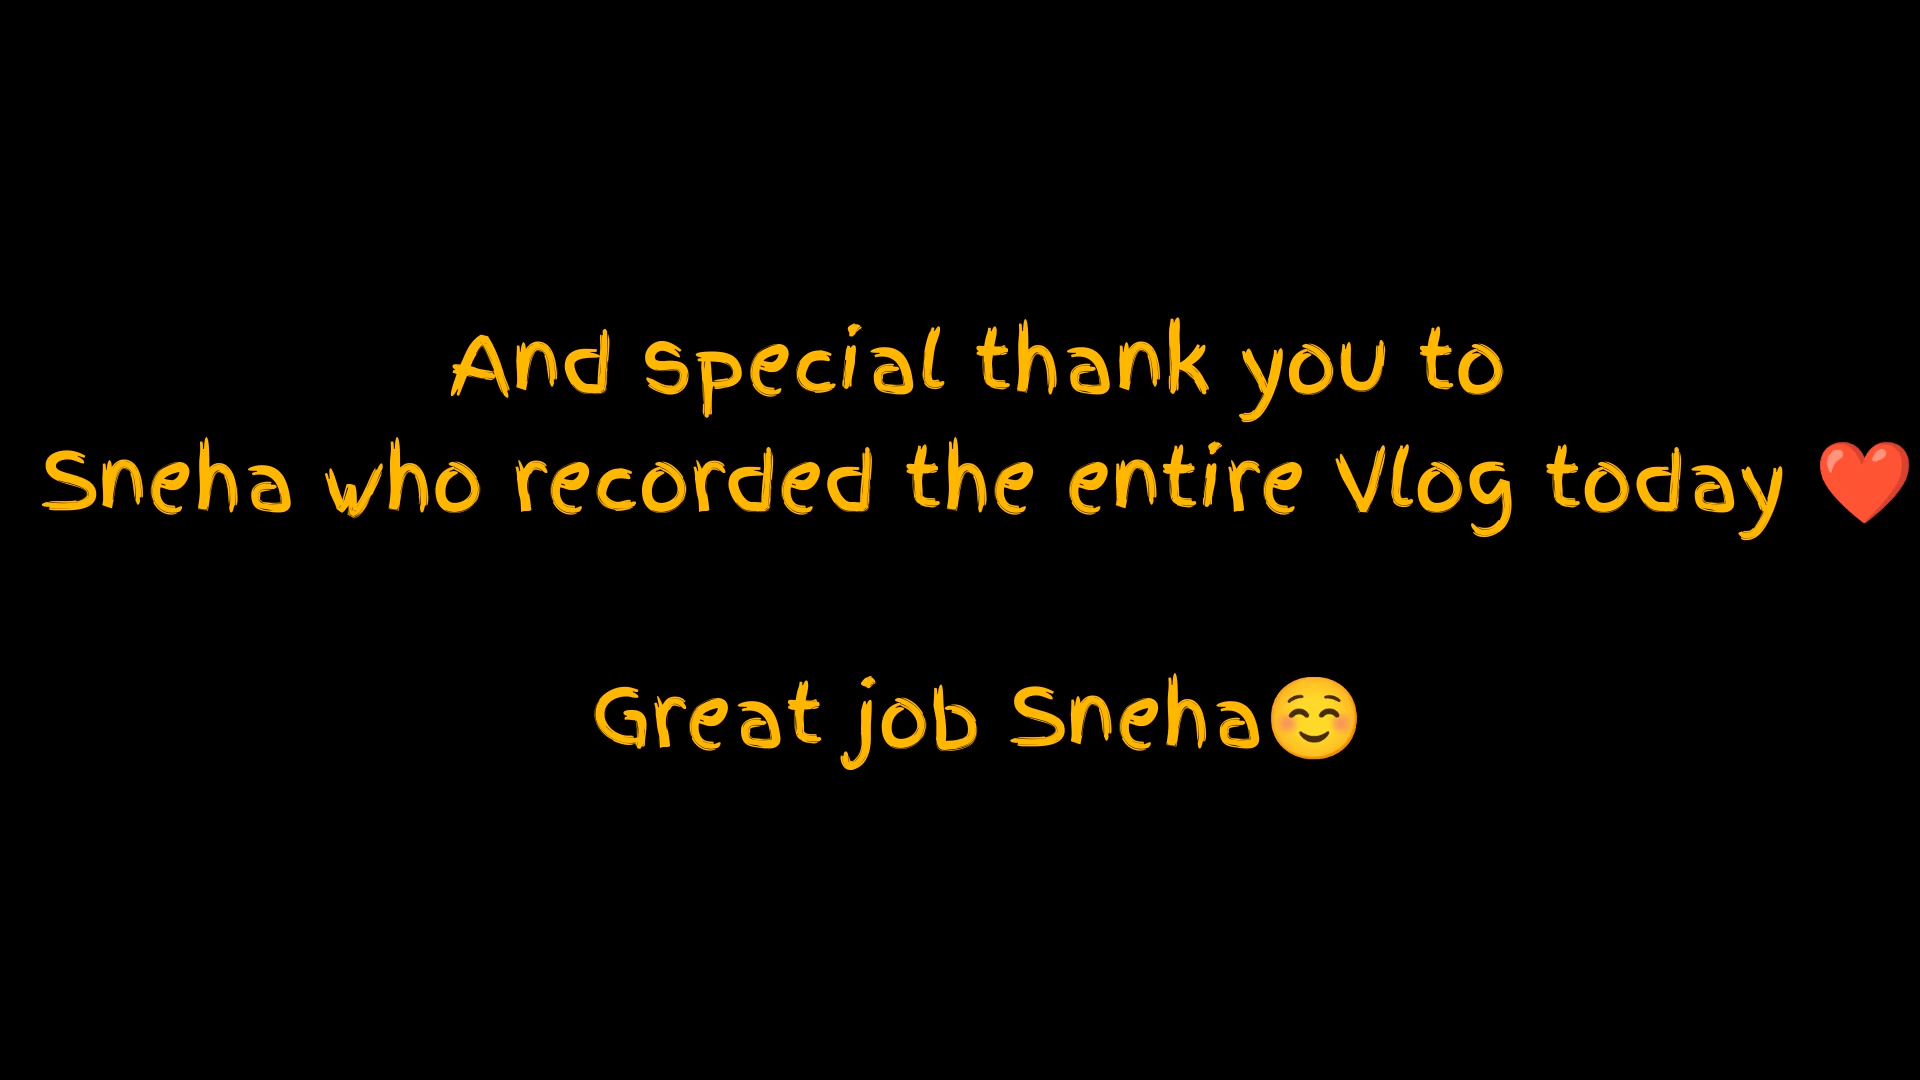 And special thank you to
Sneha who recorded the entire Vlog today ❤️
Great job Sneha☺️